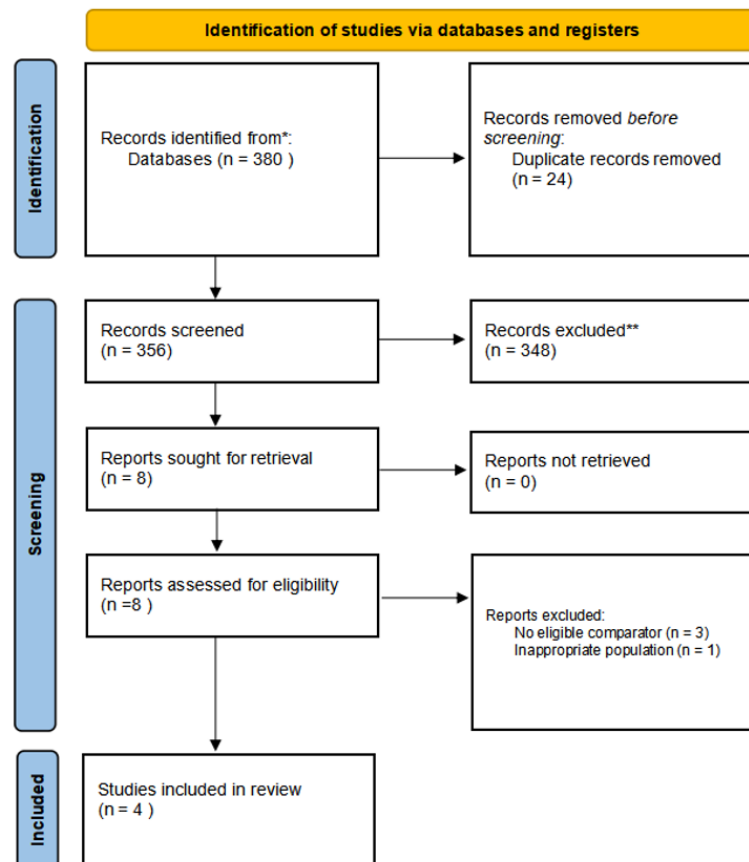 Identification of studies via databases and registers
Identification
Records identified from*:
Databases (n = 380 )
Records removed before
screening:
Duplicate records removed
(n = 24)
Screening
Records screened
(n = 356)
Records excluded**
(n = 348)
Reports sought for retrieval
(n = 8)
Reports not retrieved
(n = 0)
Reports assessed for eligibility
(n =8 )
Reports excluded:
No eligible comparator (n = 3)
Inappropriate population (n = 1)
Included
Studies included in review
(n = 4 )